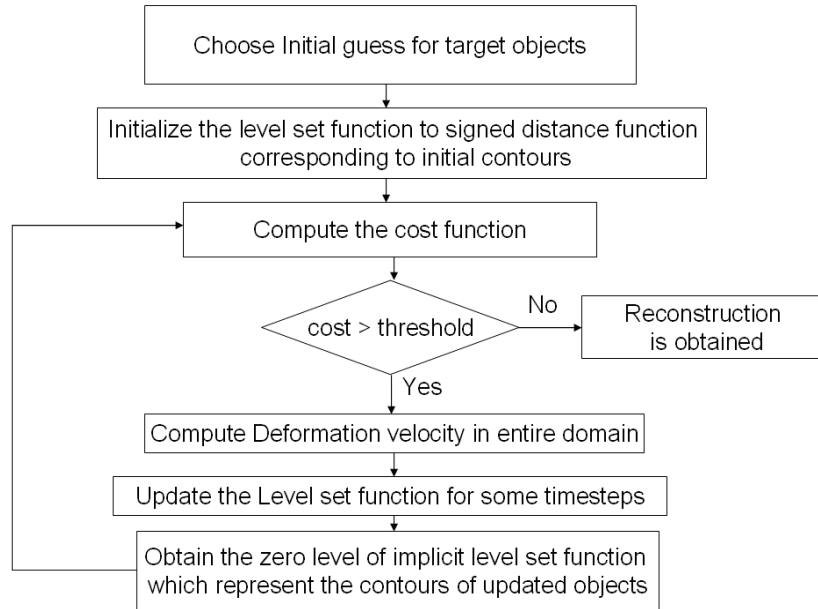 Choose Initial guess for target objects
Initialize the level set function to signed distance function
corresponding to initial contours
Compute the cost function
cost > threshold
No
Reconstruction
is obtained
Yes
Compute Deformation velocity in entire domain
Update the Level set function for some timesteps
Obtain the zero level of implicit level set function
which represent the contours of updated objects